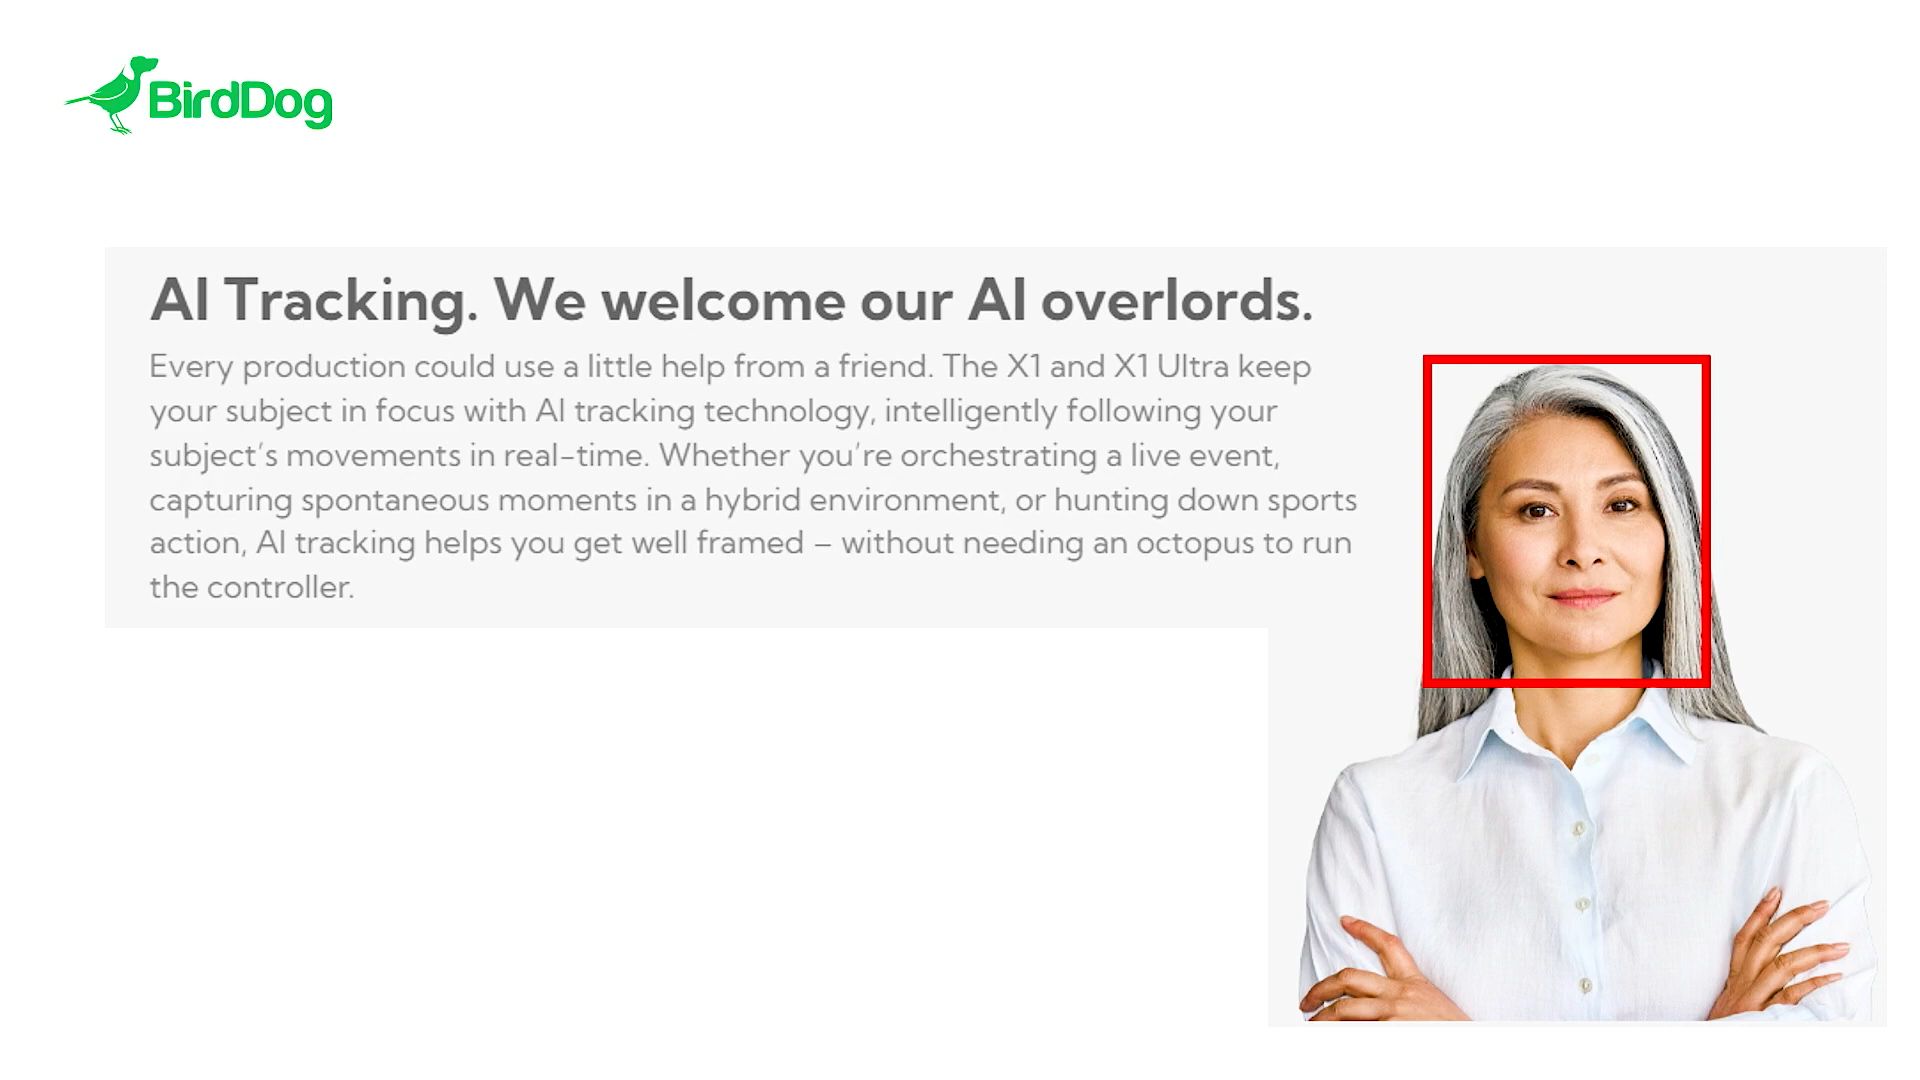 BirdDog
AI Tracking. We welcome our AI overlords.
Every production could use a little help from a friend. The X1 and X1 Ultra keep
your subject in focus with AI tracking technology, intelligently following your
subject’s movements in real-time. Whether you’re orchestrating a live event,
capturing spontaneous moments in a hybrid environment, or hunting down sports
action, AI tracking helps you get well framed – without needing an octopus to run
the controller.